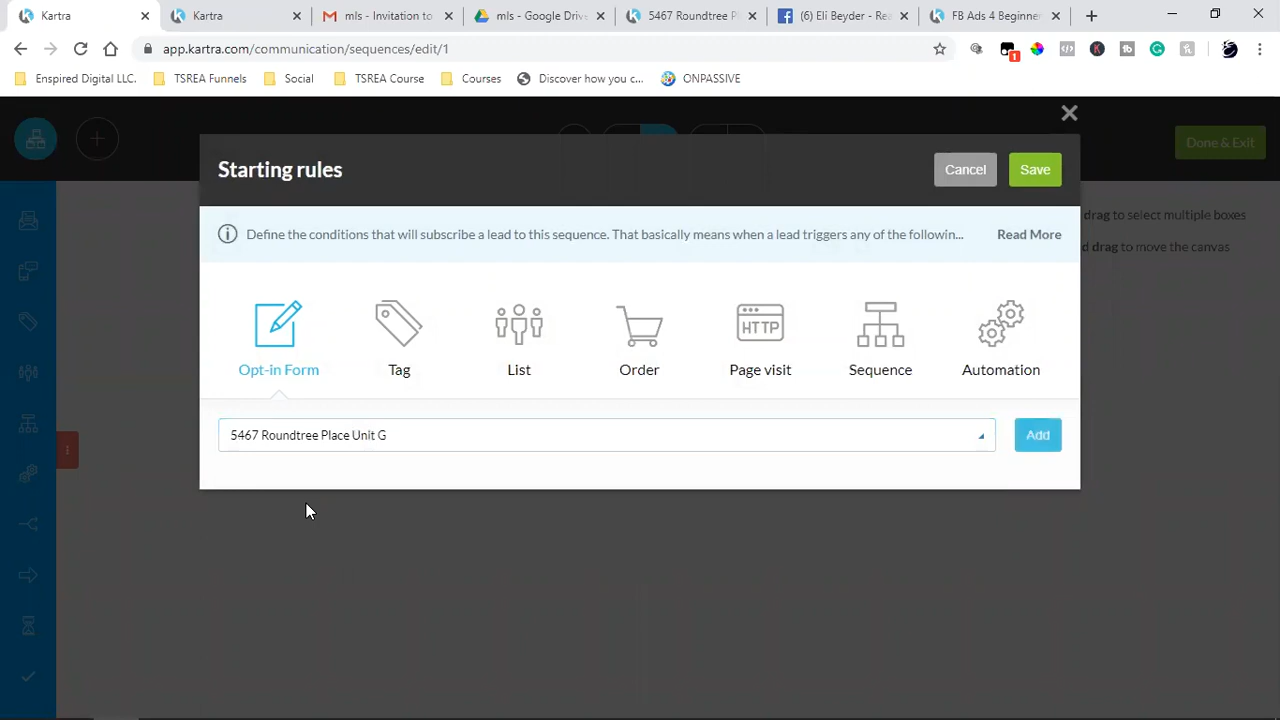 Kartra
Kartra
mls - Invitation to
mls - Google Drive
5467 Roundtree P
(6) Eli Beyder - Rea
FB Ads 4 Beginner
app.kartra.com/communication/sequences/edit/1
1
Enspired Digital LLC.
TSREA Funnels
Social
TSREA Course
Courses
Discover how you c...
ONPASSIVE
Done & Exit
Starting rules
Cancel
Save
drag to select multiple boxes
Define the conditions that will subscribe a lead to this sequence. That basically means when a lead triggers any of the followin...
Read More
d drag to move the canvas
HTTP
Opt-in Form
Tag
List
Order
Page visit
Sequence
Automation
5467 Roundtree Place Unit G
Add